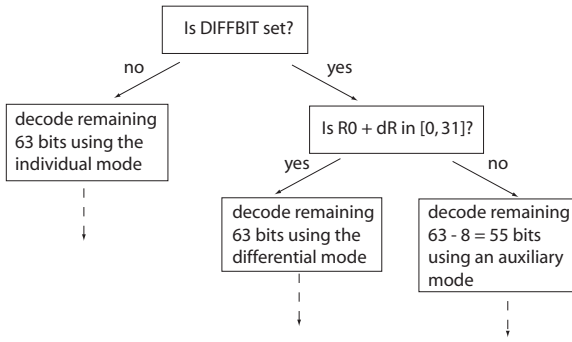 Is DIFFBIT set?
no
yes
decode remaining
63 bits using the
individual mode
Is R0 + dR in [0, 31]?
yes
no
decode remaining
63 bits using the
differential mode
decode remaining
63 - 8 = 55 bits
using an auxiliary
mode